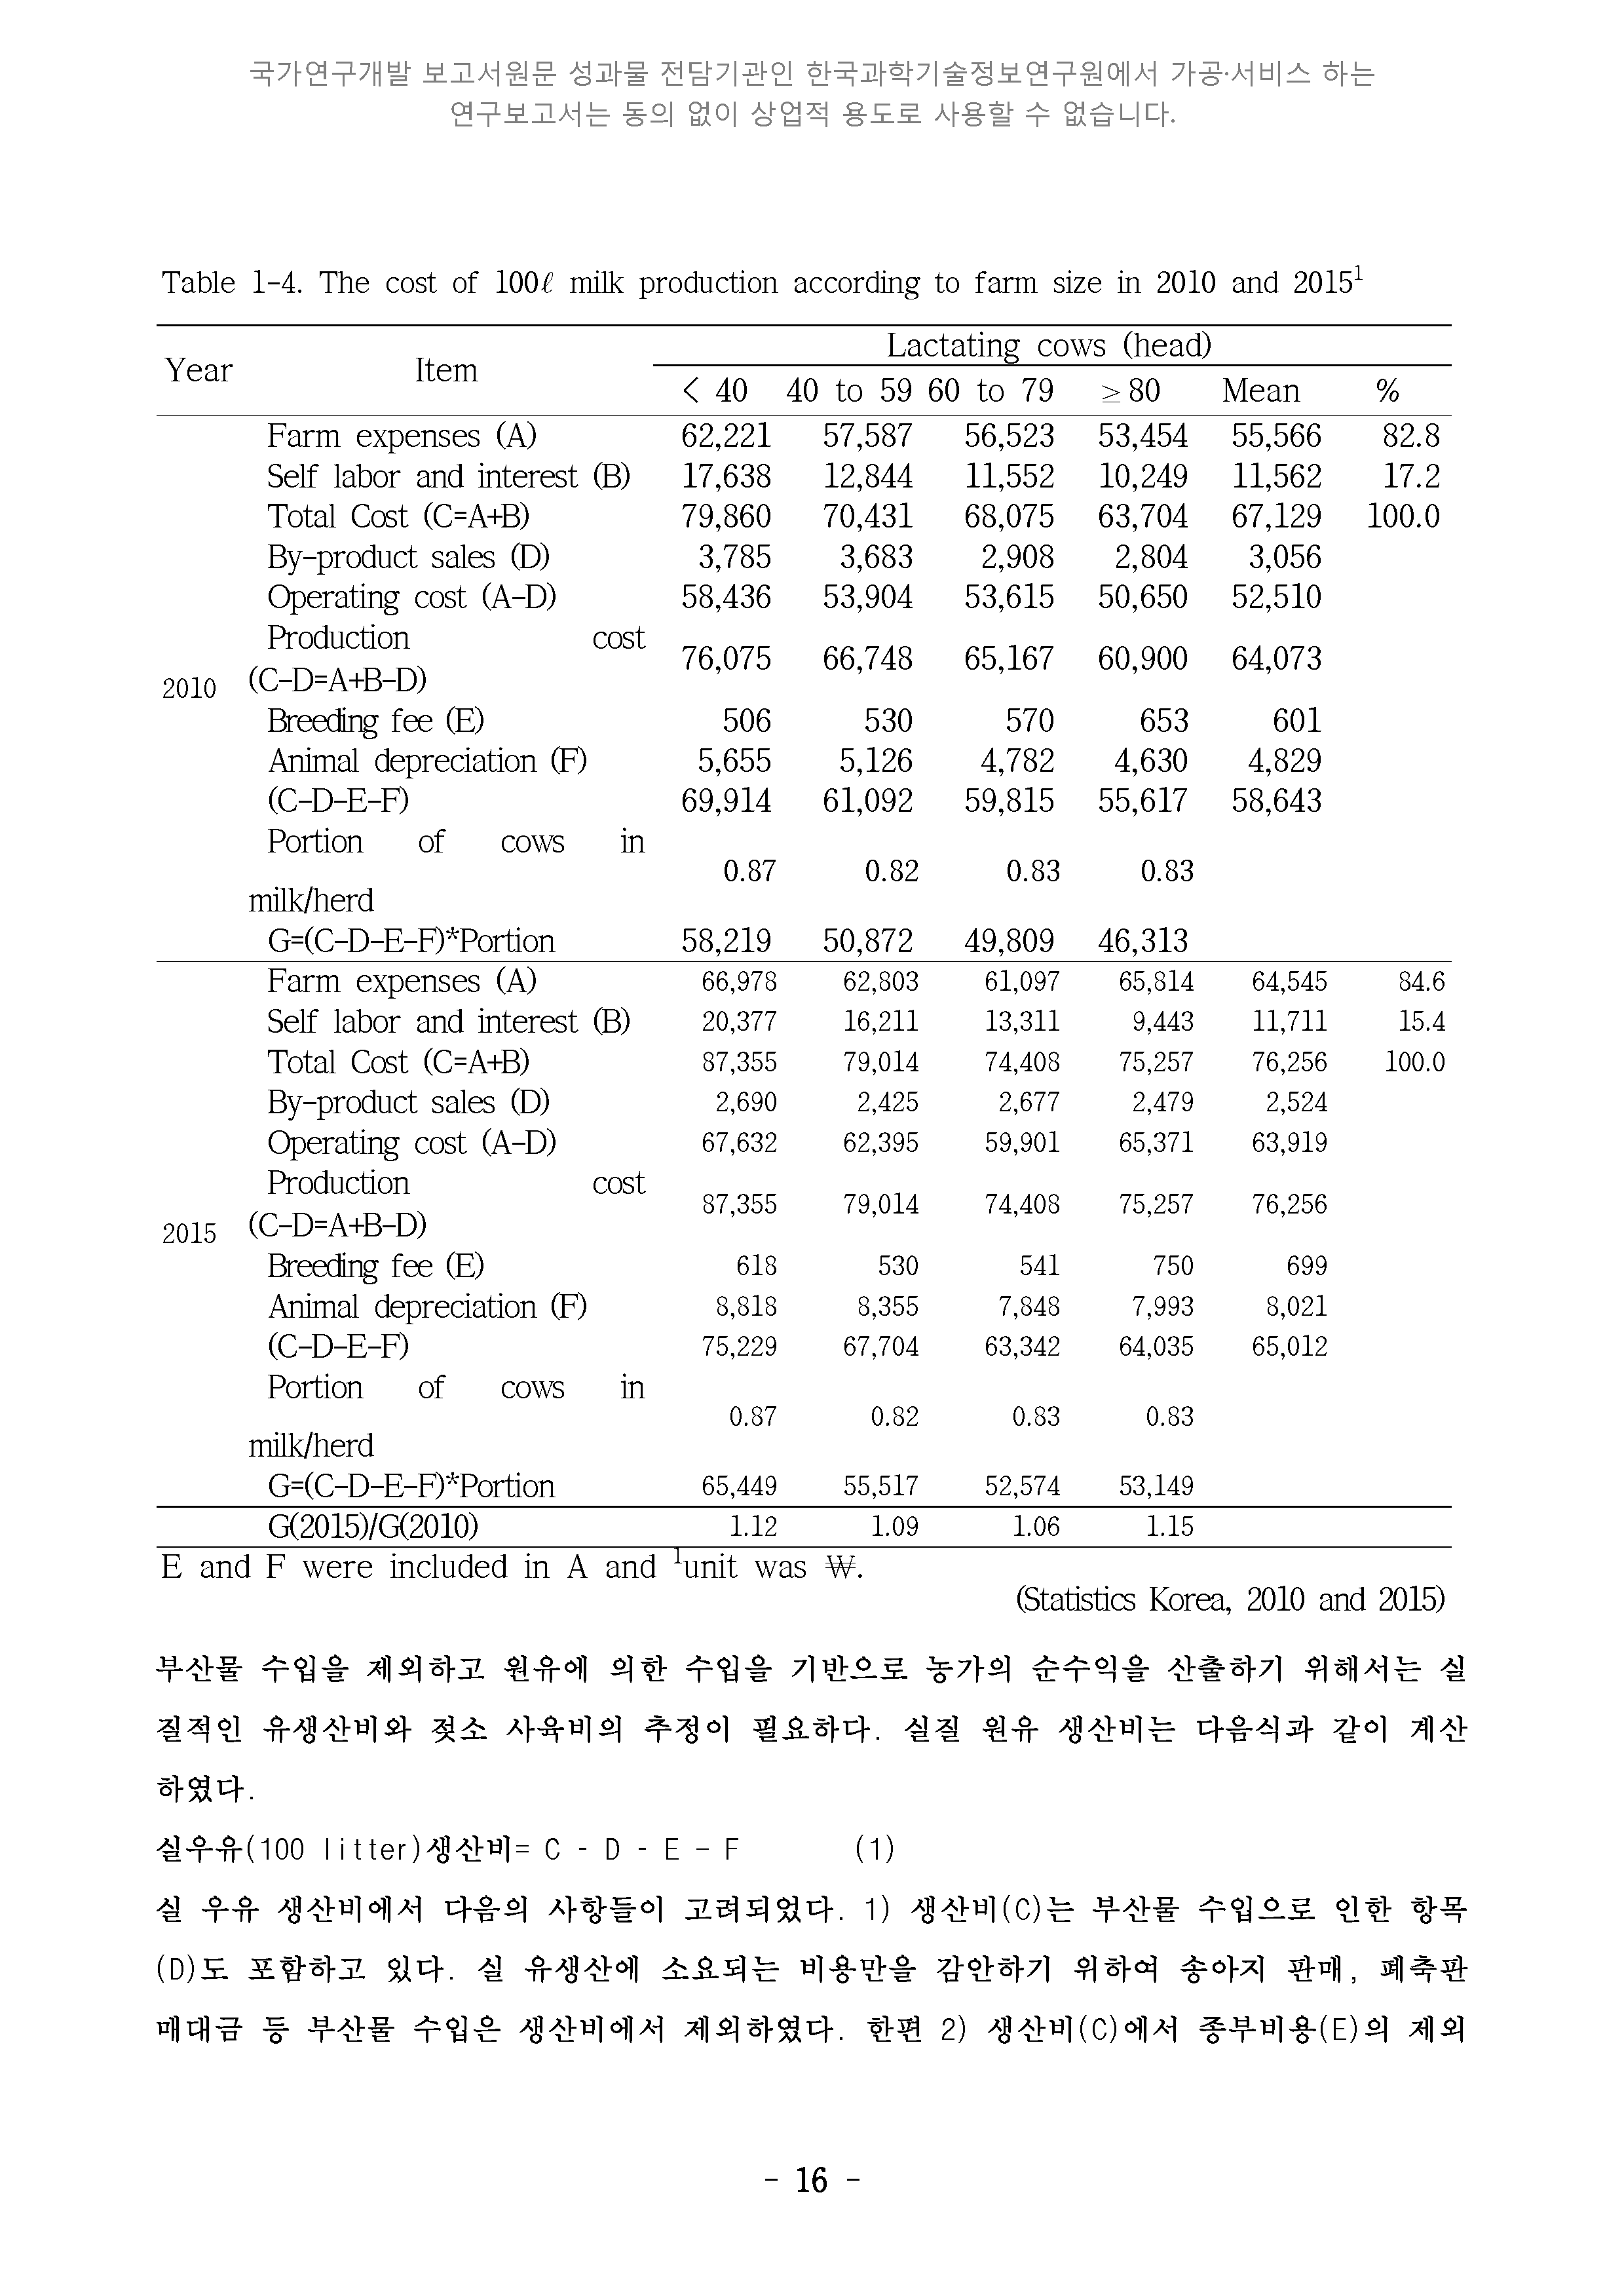 국가연구개발 보고서원문 성과물 전담기관인 한국과학기술정보연구원에서 가공·서비스 하는
연구보고서는 동의 없이 상업적 용도로 사용할 수 없습니다.
Table 1-4. The cost of 100ℓ milk production according to farm size in 2010 and 2015¹
Lactating cows (head)
Year Item
< 40 40 to 59 60 to 79 ≥80 Mean %
Farm expenses (A) 62,221 57,587 56,523 53,454 55,566 82.8
Self labor and interest (B) 17,638 12,844 11,552 10,249 11,562 17.2
Total Cost (C=A+B) 79,860 70,431 68,075 63,704 67,129 100.0
By-product sales (D) 3,785 3,683 2,908 2,804 3,056
Operating cost (A-D) 58,436 53,904 53,615 50,650 52,510
Production cost
76,075 66,748 65,167 60,900 64,073
2010 (C-D=A+B-D)
Breeding fee (E) 506 530 570 653 601
Animal depreciation (F) 5,655 5,126 4,782 4,630 4,829
(C-D-E-F) 69,914 61,092 59,815 55,617 58,643
Portion of cows in
0.87 0.82 0.83 0.83
milk/herd
G=(C-D-E-F)*Portion 58,219 50,872 49,809 46,313
Farm expenses (A) 66,978 62,803 61,097 65,814 64,545 84.6
Self labor and interest (B) 20,377 16,211 13,311 9,443 11,711 15.4
Total Cost (C=A+B) 87,355 79,014 74,408 75,257 76,256 100.0
By-product sales (D) 2,690 2,425 2,677 2,479 2,524
Operating cost (A-D) 67,632 62,395 59,901 65,371 63,919
Production cost
87,355 79,014 74,408 75,257 76,256
2015 (C-D=A+B-D)
Breeding fee (E) 618 530 541 750 699
Animal depreciation (F) 8,818 8,355 7,848 7,993 8,021
(C-D-E-F) 75,229 67,704 63,342 64,035 65,012
Portion of cows in
0.87 0.82 0.83 0.83
milk/herd
G=(C-D-E-F)*Portion 65,449 55,517 52,574 53,149
G(2015)/G(2010) 1.12 1.09 1.06 1.15
E and F were included in A and ¹unit was ₩.
(Statistics Korea, 2010 and 2015)
부산물 수입을 제외하고 원유에 의한 수입을 기반으로 농가의 순수익을 산출하기 위해서는 실
질적인 유생산비와 젖소 사육비의 추정이 필요하다. 실질 원유 생산비는 다음식과 같이 계산
하였다.
실우유(100 litter)생산비= C - D - E – F (1)
실 우유 생산비에서 다음의 사항들이 고려되었다. 1) 생산비(C)는 부산물 수입으로 인한 항목
(D)도 포함하고 있다. 실 유생산에 소요되는 비용만을 감안하기 위하여 송아지 판매, 폐축판
매대금 등 부산물 수입은 생산비에서 제외하였다. 한편 2) 생산비(C)에서 종부비용(E)의 제외
- 16 -